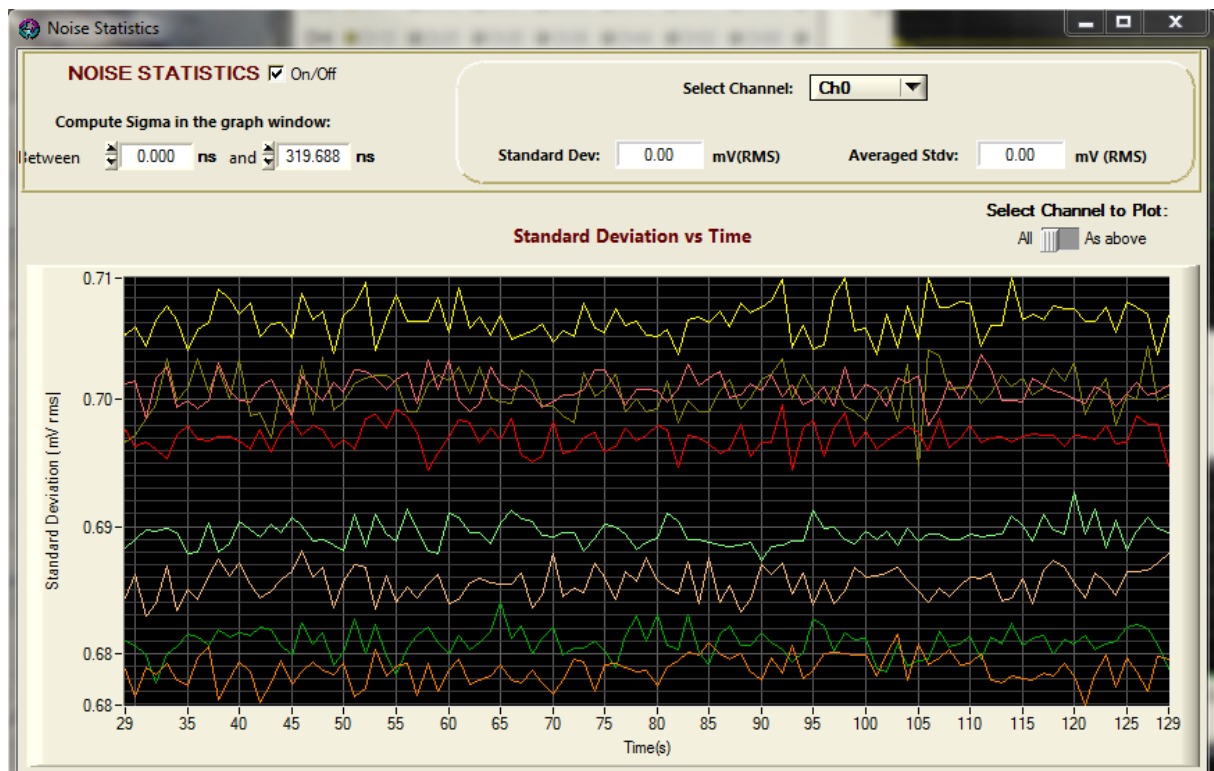 Noise Statistics
NOISE STATISTICS On/Off
Compute Sigma in the graph window:
Between 0.000 ns and 319.688 ns
Select Channel: Ch0
Standard Dev: 0.00 mV(RMS) Averaged Stdv: 0.00 mV (RMS)
Select Channel to Plot:
All As above
Standard Deviation vs Time
Standard Deviation (mV rms)
0.71
0.70
0.69
0.68
0.68
29 35 40 45 50 55 60 65 70 75 80 85 90 95 100 105 110 115 120 125 129
Time(s)